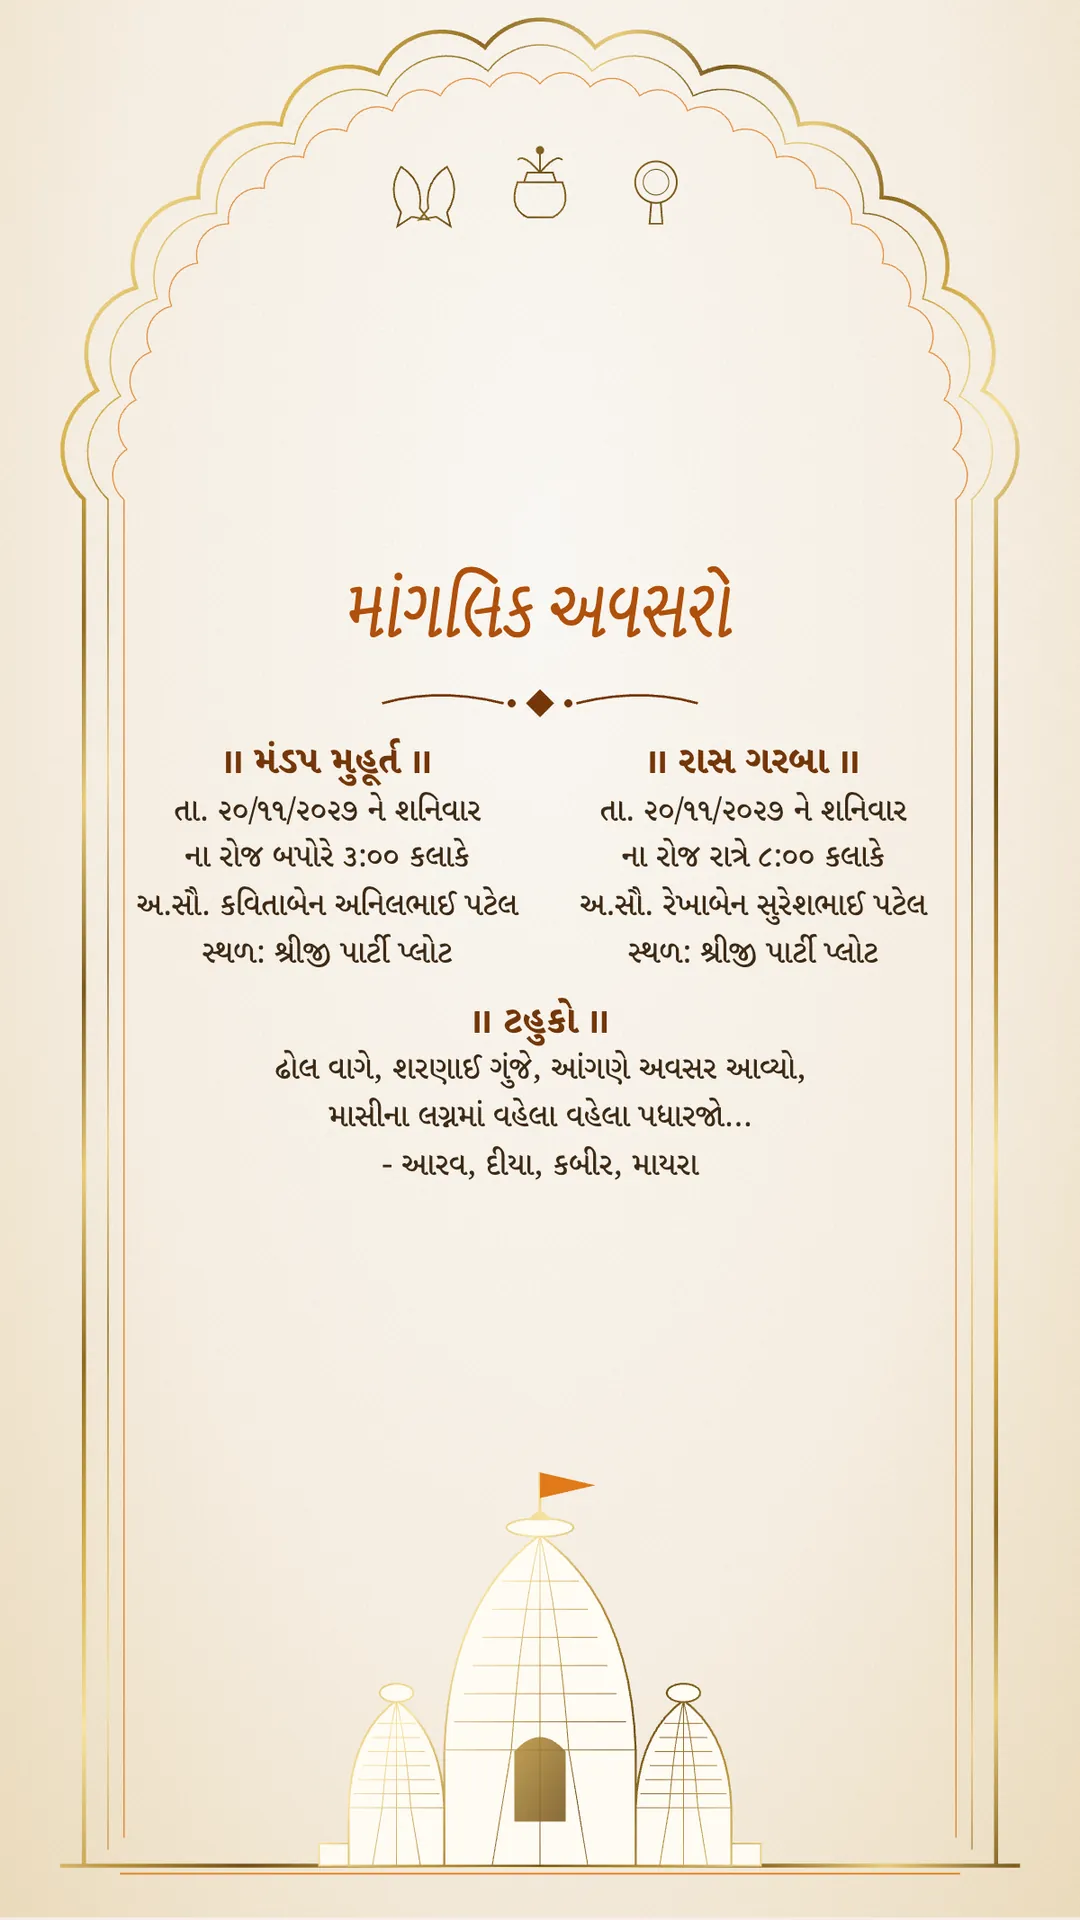 માંગલિક અવસરો
॥ મંડપ મુહૂર્ત ॥
તા. ૨૦/૧૧/૨૦૨૭ ને શનિવાર
ના રોજ બપોરે ૩:૦૦ કલાકે
અ.સૌ. કવિતાબેન અનિલભાઈ પટેલ
સ્થળ: શ્રીજી પાર્ટી પ્લોટ
॥ રાસ ગરબા ॥
તા. ૨૦/૧૧/૨૦૨૭ ને શનિવાર
ના રોજ રાત્રે ૮:૦૦ કલાકે
અ.સૌ. રેખાબેન સુરેશભાઈ પટેલ
સ્થળ: શ્રીજી પાર્ટી પ્લોટ
॥ ટહુકો ॥
ઢોલ વાગે, શરણાઈ ગુંજે, આંગણે અવસર આવ્યો,
માસીના લગ્નમાં વહેલા વહેલા પધારજો...
- આરવ, દીયા, કબીર, માયરા